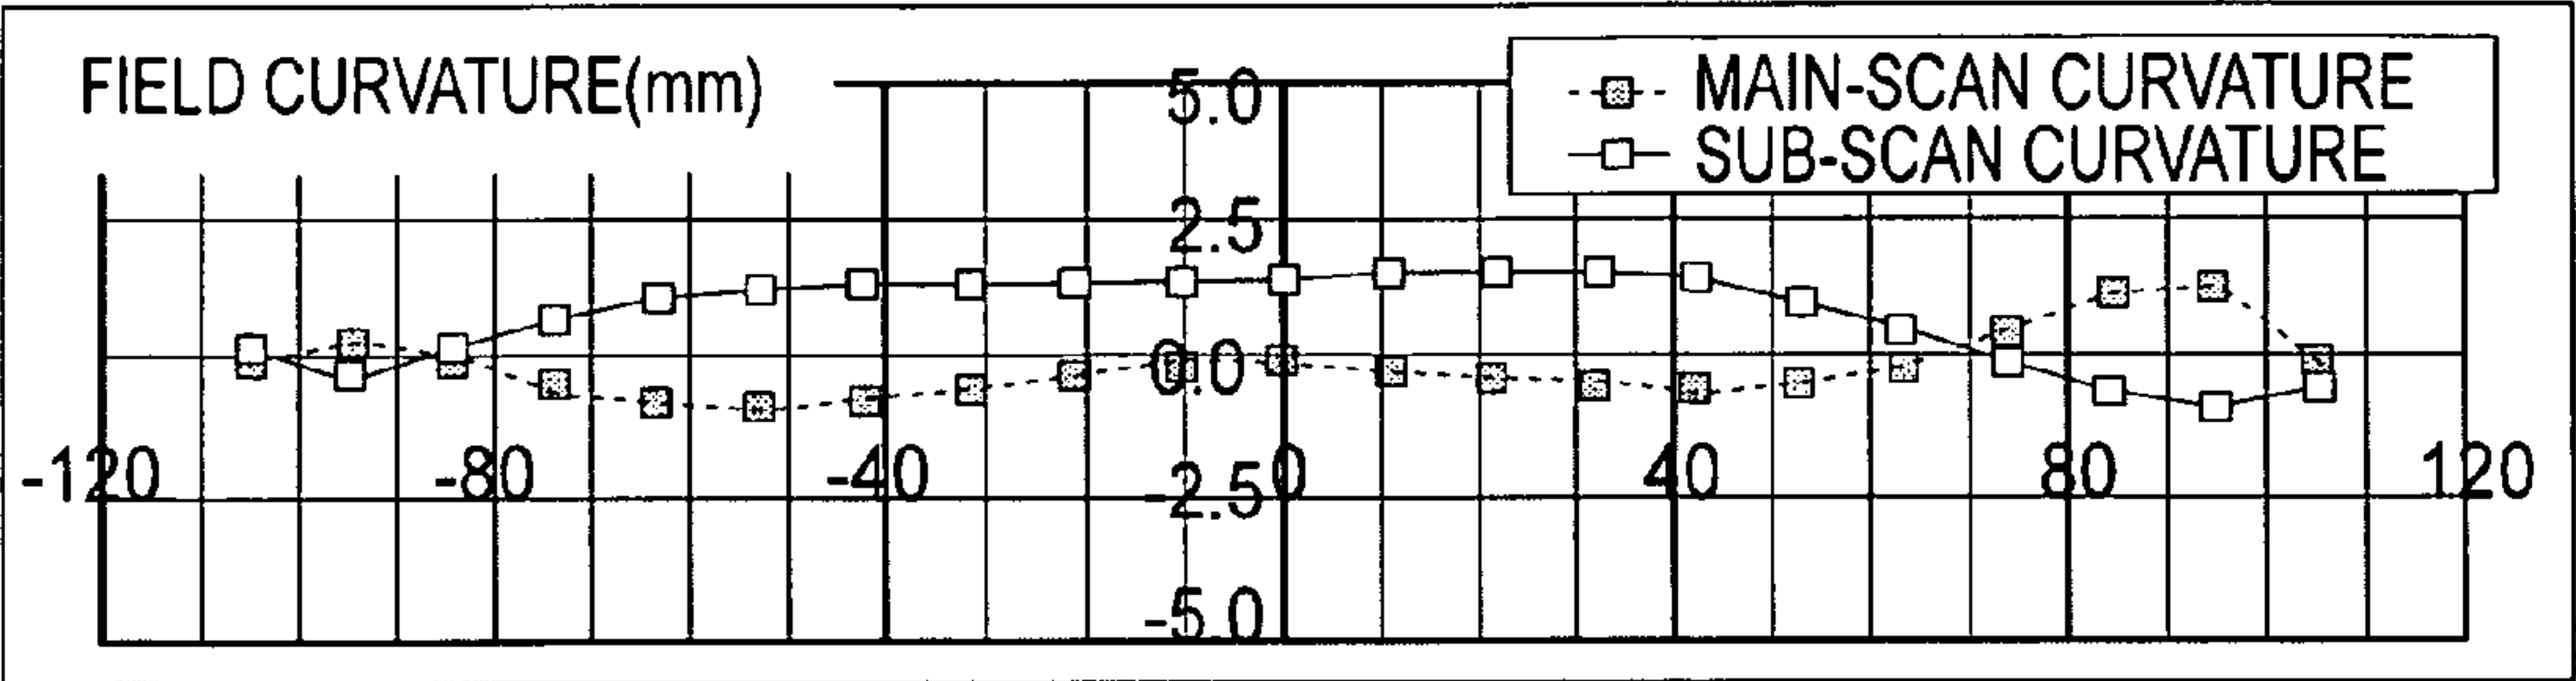 FIELD CURVATURE(mm)
MAIN-SCAN CURVATURE
SUB-SCAN CURVATURE
5.0
2.5
0.0
-120 -80 -40 0 40 80 120
-2.5
-5.0